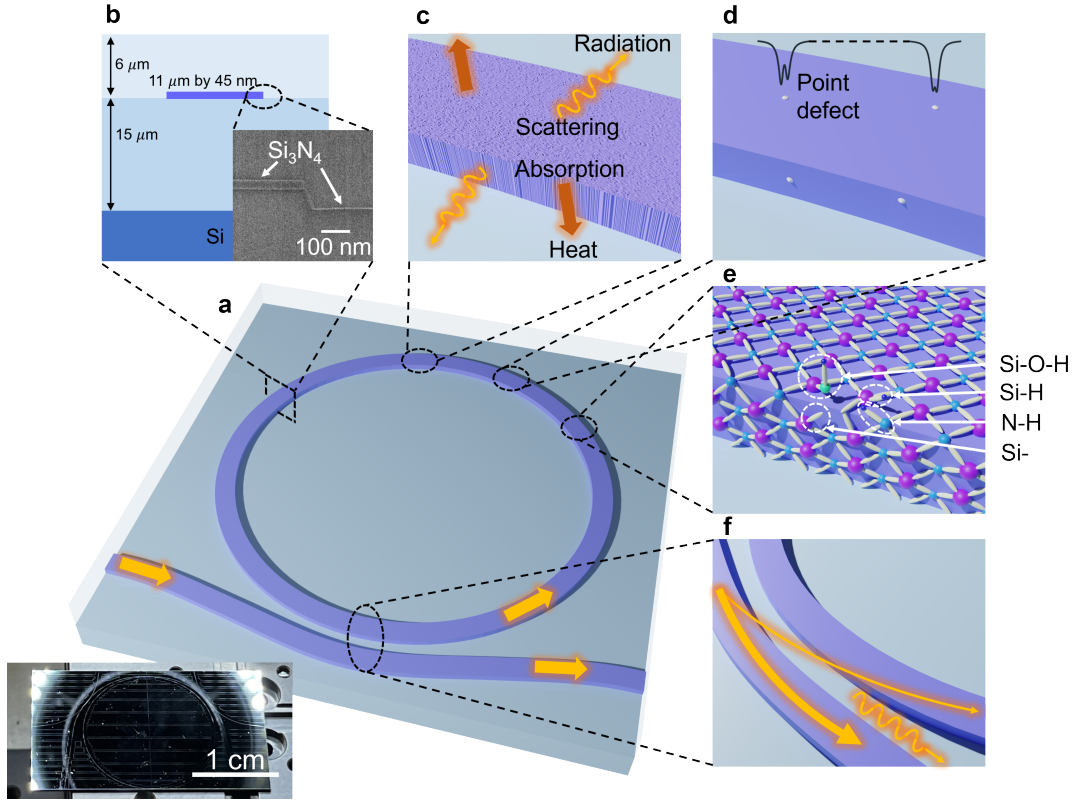 b
6 μm
11 μm by 45 nm
15 μm
Si₃N₄
Si
100 nm
c
Radiation
Scattering
Absorption
Heat
d
Point
defect
a
e
Si-O-H
Si-H
N-H
Si-
f
1 cm